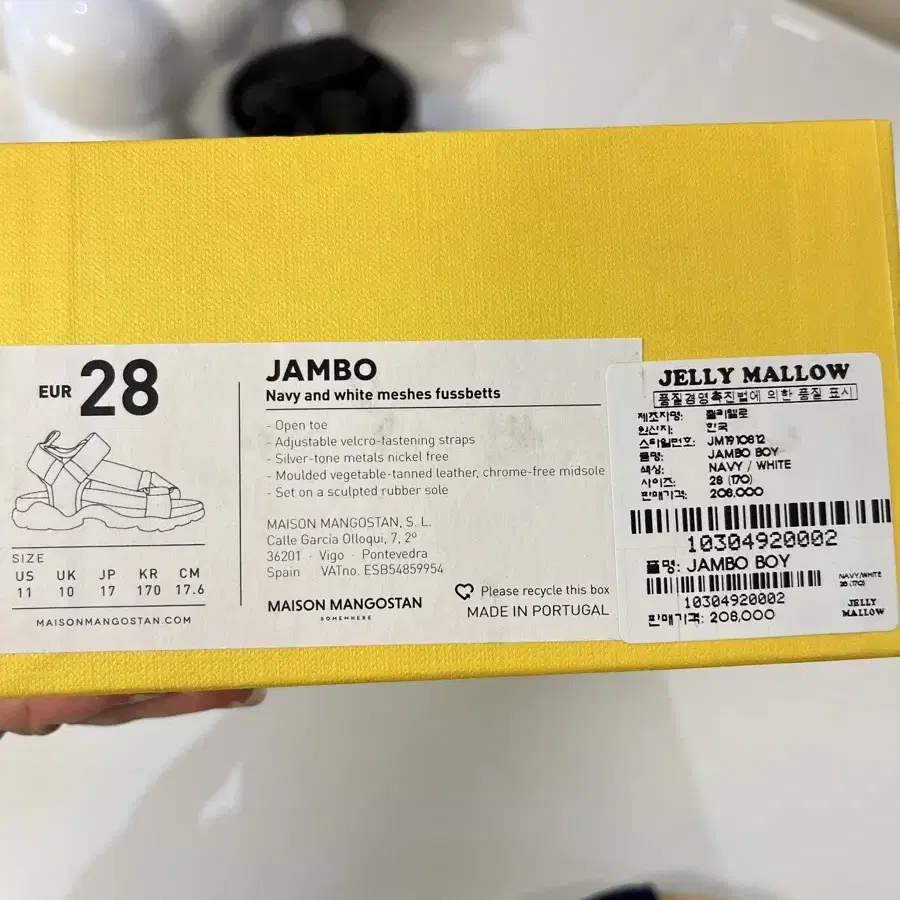 EUR 28
SIZE
US UK JP KR CM
11 10 17 170 17.6
MAISONMANGOSTAN.COM
JAMBO
Navy and white meshes fussbetts
- Open toe
- Adjustable velcro-fastening straps
- Silver-tone metals nickel free
- Moulded vegetable-tanned leather, chrome-free midsole
- Set on a sculpted rubber sole
MAISON MANGOSTAN, S. L.
Calle García Olloqui, 7, 2º
36201 · Vigo · Pontevedra
Spain VATno. ESB54859954
MAISON MANGOSTAN
SOMEWHERE
Please recycle this box
MADE IN PORTUGAL
JELLY MALLOW
품질경영촉진법에 의한 품질 표시
제조자명:
원산지: 한국
스타일번호: JM1910812
품명: JAMBO BOY
색상: NAVY / WHITE
사이즈: 28 (170)
판매가격: 208,000
10304920002
품명: JAMBO BOY
10304920002
판매가격: 208,000
NAVY/WHITE
28 (170)
JELLY
MALLOW